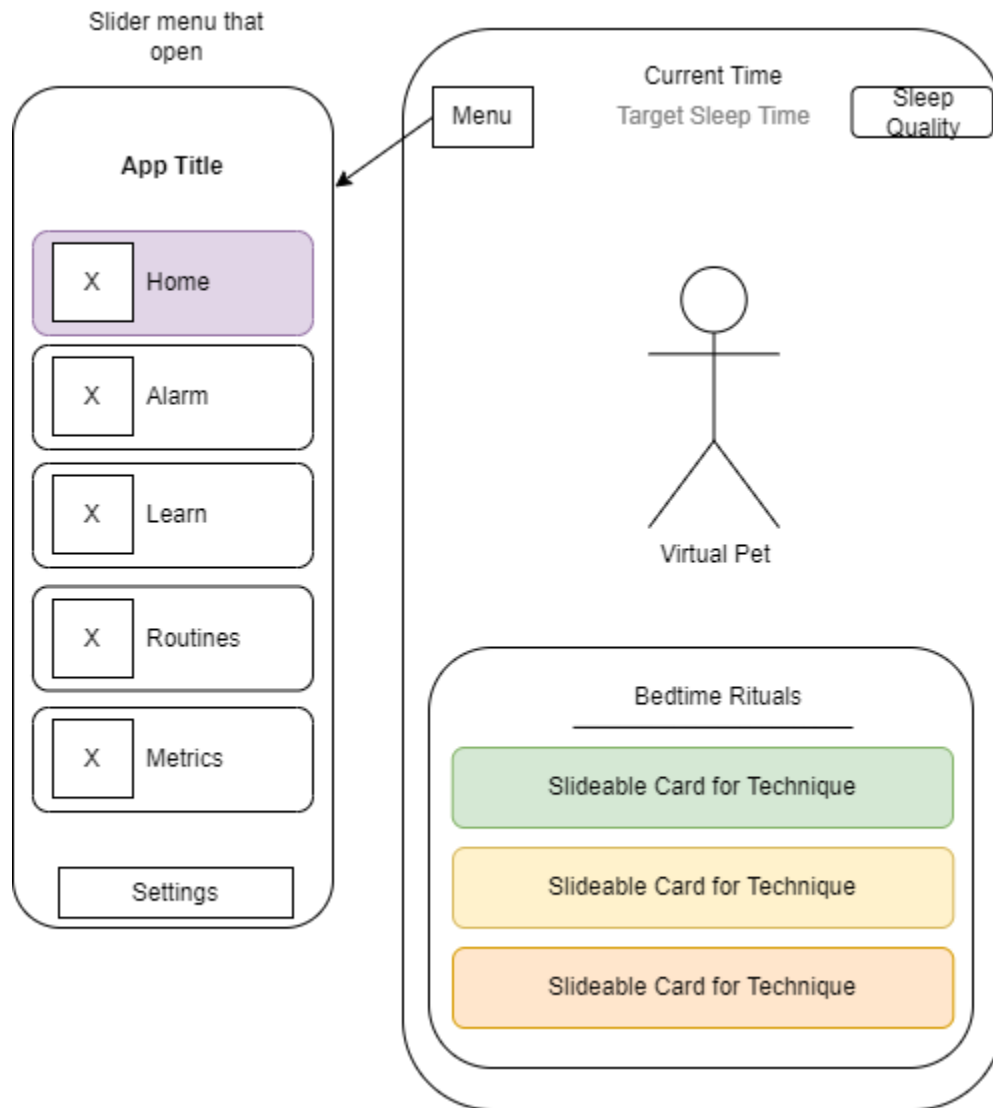 Slider menu that
open
App Title
X Home
X Alarm
X Learn
X Routines
X Metrics
Settings
Current Time
Menu
Target Sleep Time
Sleep
Quality
Virtual Pet
Bedtime Rituals
Slideable Card for Technique
Slideable Card for Technique
Slideable Card for Technique